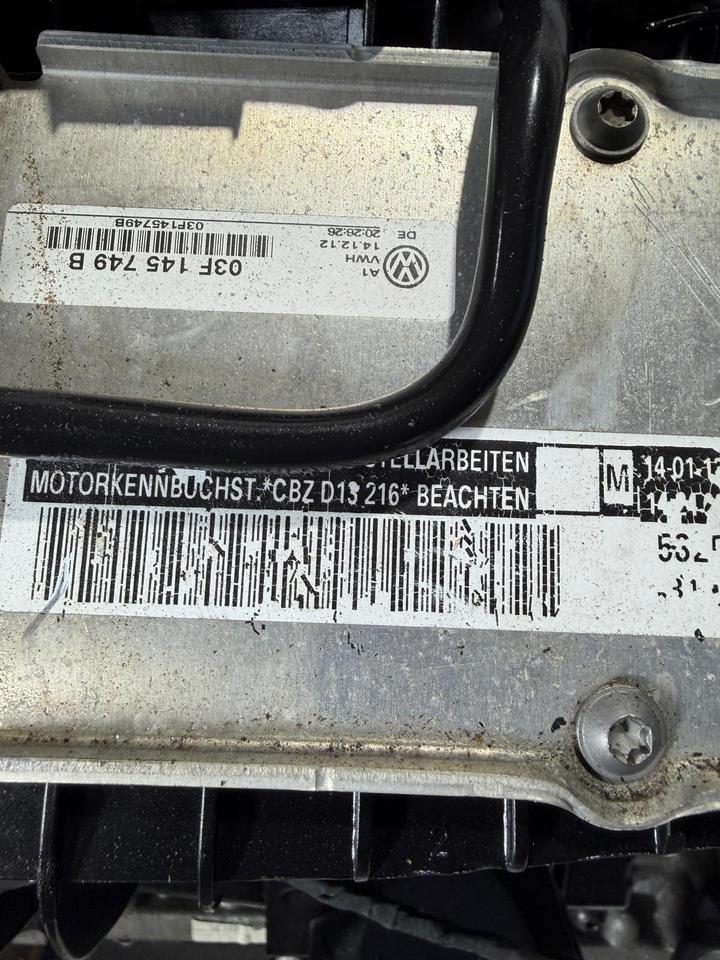 03F 145 749 B
03P145749B
A1
VWH
14.12.12
DE 20:26:26
STELLARBEITEN
MOTORKENNBUCHST. *CBZ D13 216* BEACHTEN
M
14-01-1